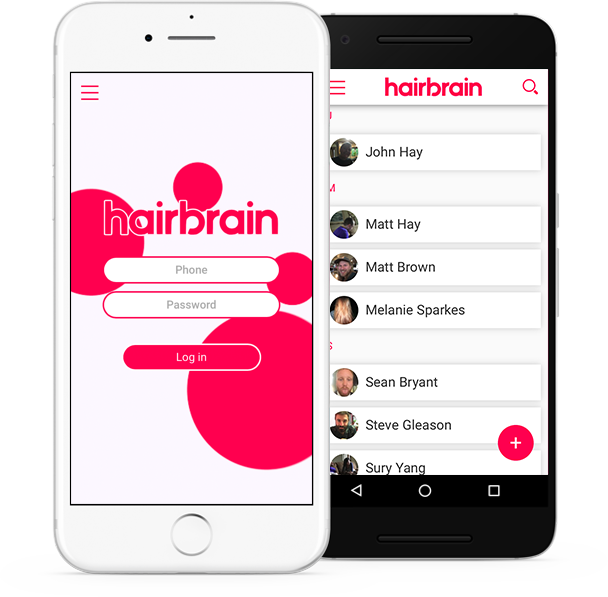 hairbrain
Phone
Password
Log in
hairbrain
J
John Hay
M
Matt Hay
Matt Brown
Melanie Sparkes
S
Sean Bryant
Steve Gleason
Sury Yang